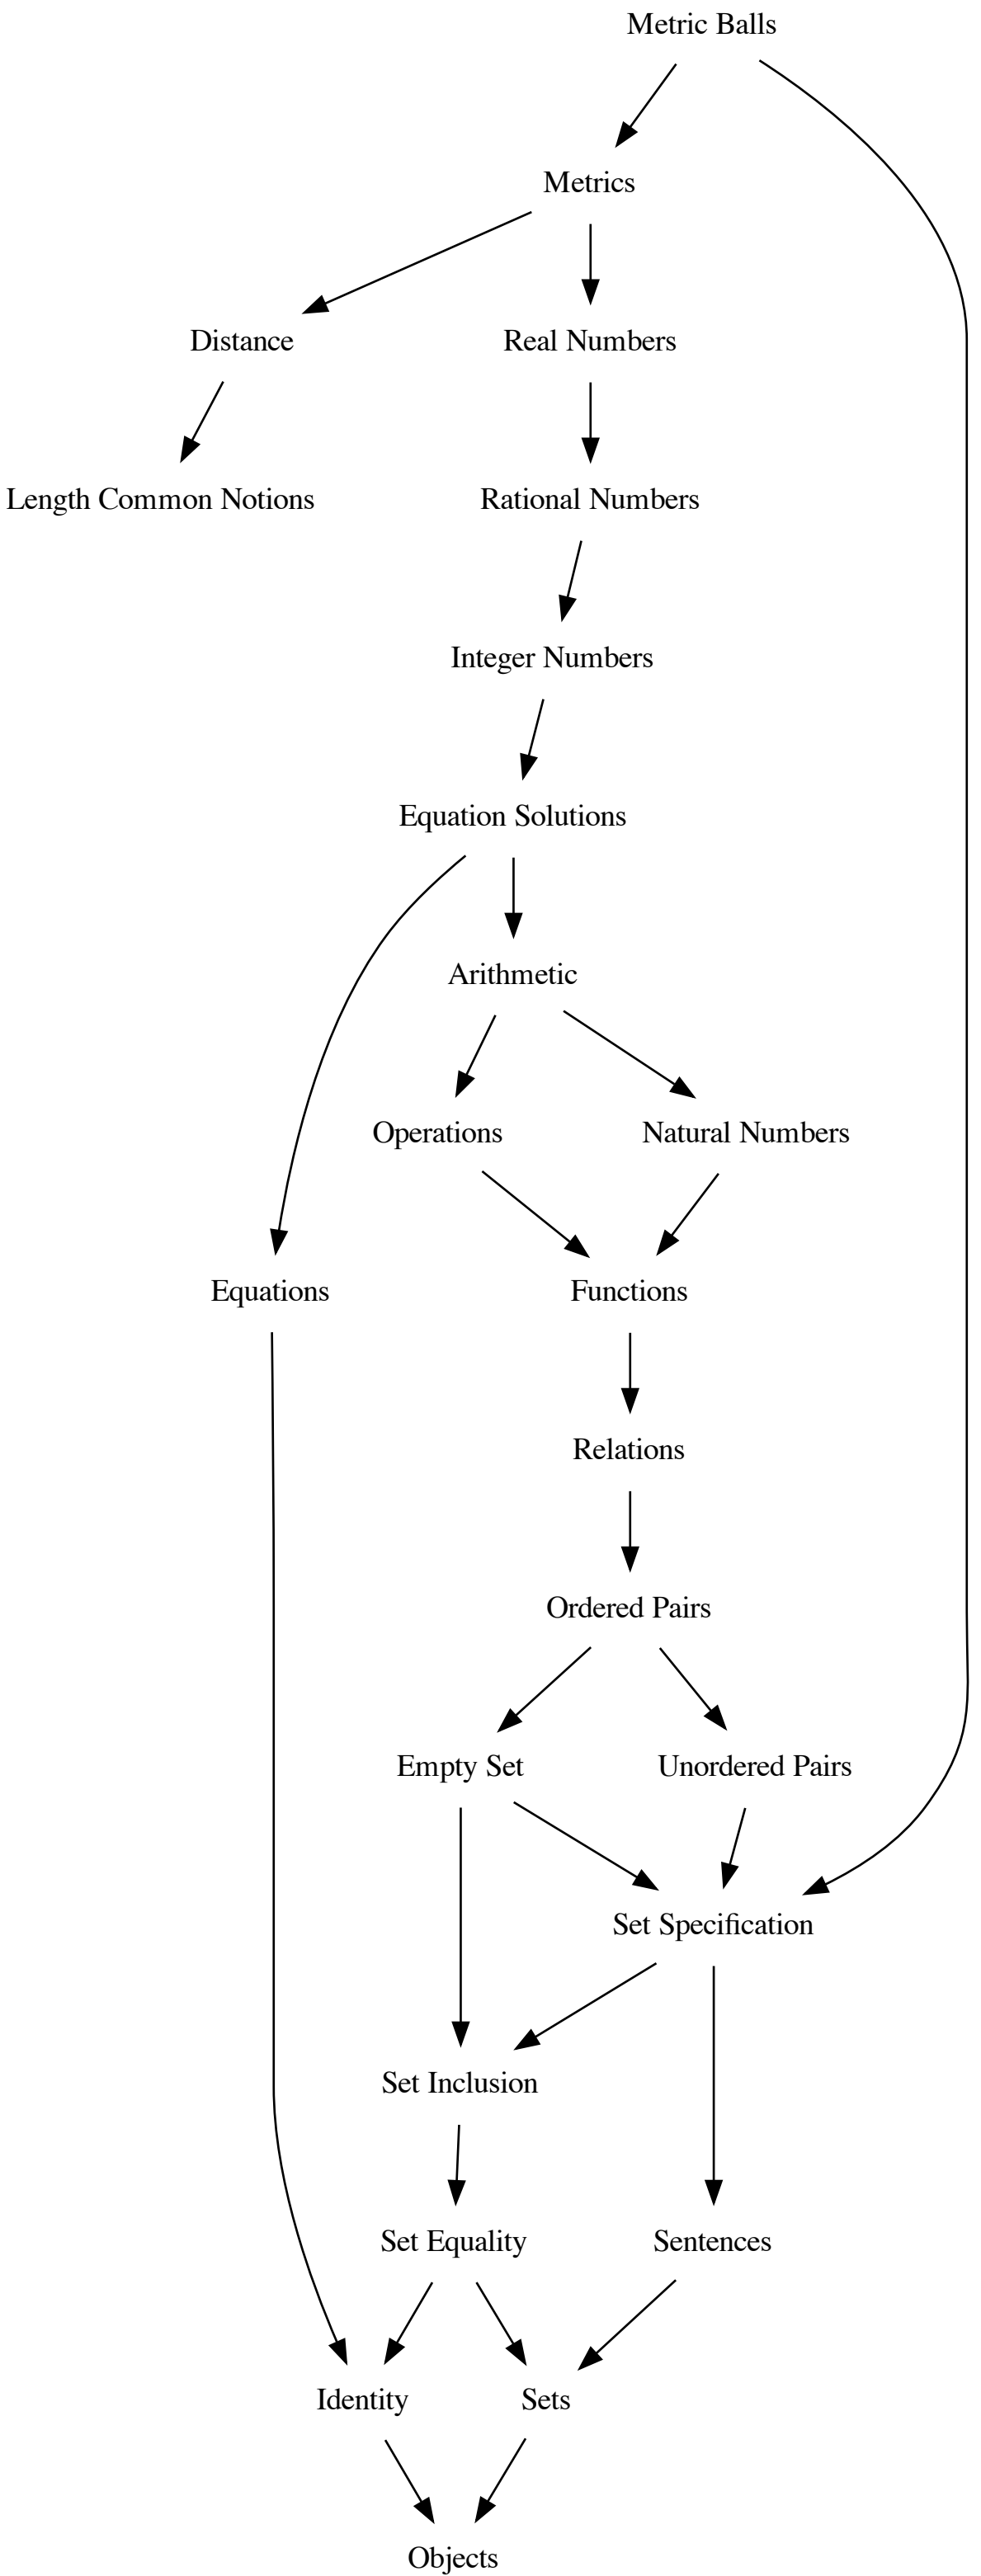 Metric Balls
Metrics
Distance
Real Numbers
Length Common Notions
Rational Numbers
Integer Numbers
Equation Solutions
Arithmetic
Operations
Natural Numbers
Equations
Functions
Relations
Ordered Pairs
Empty Set
Unordered Pairs
Set Specification
Set Inclusion
Set Equality
Sentences
Identity
Sets
Objects